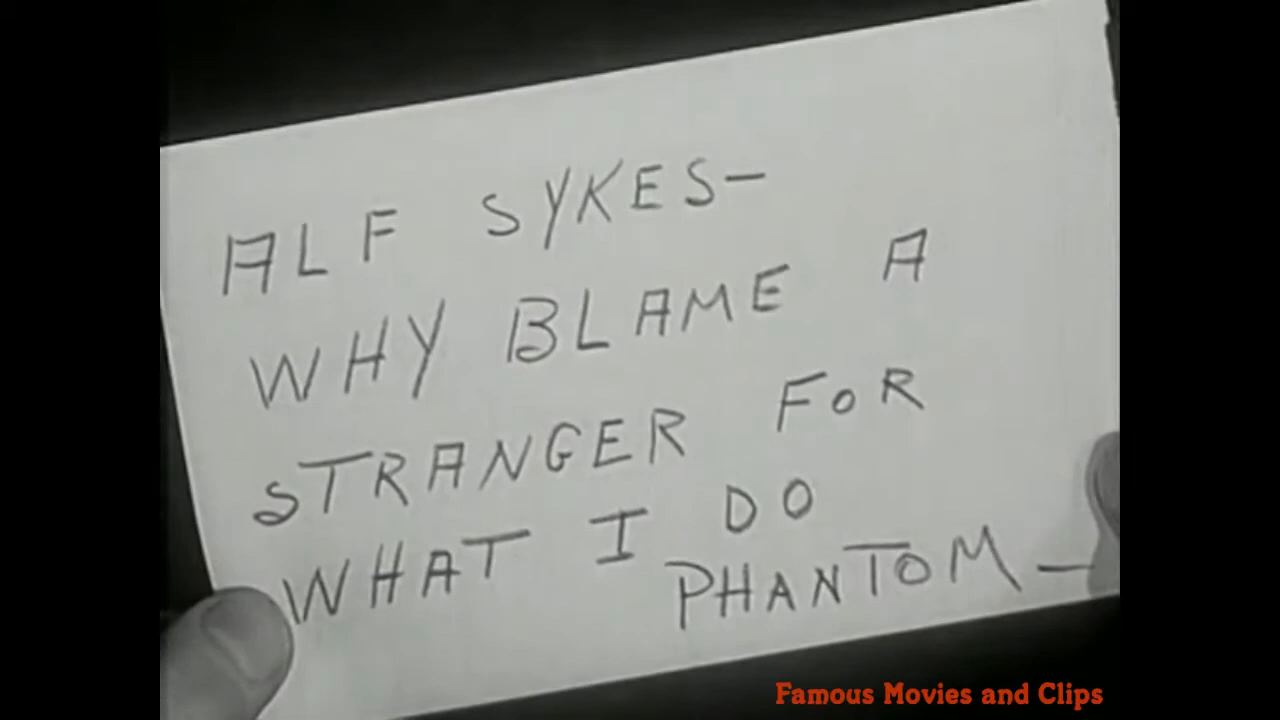 ALF SYKES—
WHY BLAME A
STRANGER FOR
WHAT I DO
PHANTOM—
Famous Movies and Clips